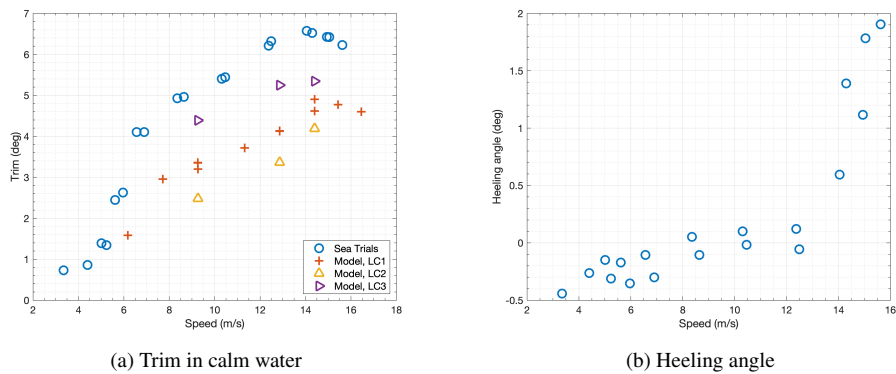 7
6
5
4
3
2
1
0
Trim (deg)
2 4 6 8 10 12 14 16 18
Speed (m/s)
Sea Trials
Model, LC1
Model, LC2
Model, LC3
(a) Trim in calm water
2
1.5
1
0.5
0
-0.5
Heeling angle (deg)
2 4 6 8 10 12 14 16
Speed (m/s)
(b) Heeling angle